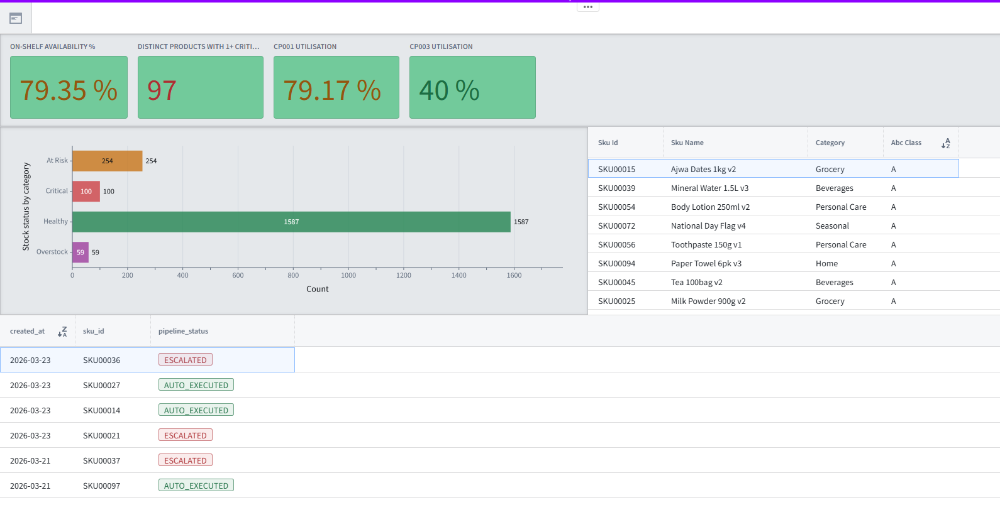 ON-SHELF AVAILABILITY %
DISTINCT PRODUCTS WITH 1+ CRITI...
CP001 UTILISATION
CP003 UTILISATION
79.35 %
97
79.17 %
40 %
Stock status by category
At Risk
254
254
Critical
100
100
Healthy
1587
1587
Overstock
59
59
0 200 400 600 800 1000 1200 1400 1600
Count
Sku Id Sku Name Category Abc Class
SKU00015 Ajwa Dates 1kg v2 Grocery A
SKU00039 Mineral Water 1.5L v3 Beverages A
SKU00054 Body Lotion 250ml v2 Personal Care A
SKU00072 National Day Flag v4 Seasonal A
SKU00056 Toothpaste 150g v1 Personal Care A
SKU00094 Paper Towel 6pk v3 Home A
SKU00045 Tea 100bag v2 Beverages A
SKU00025 Milk Powder 900g v2 Grocery A
created_at sku_id pipeline_status
2026-03-23 SKU00036 ESCALATED
2026-03-23 SKU00027 AUTO_EXECUTED
2026-03-23 SKU00014 AUTO_EXECUTED
2026-03-23 SKU00021 ESCALATED
2026-03-21 SKU00037 ESCALATED
2026-03-21 SKU00097 AUTO_EXECUTED